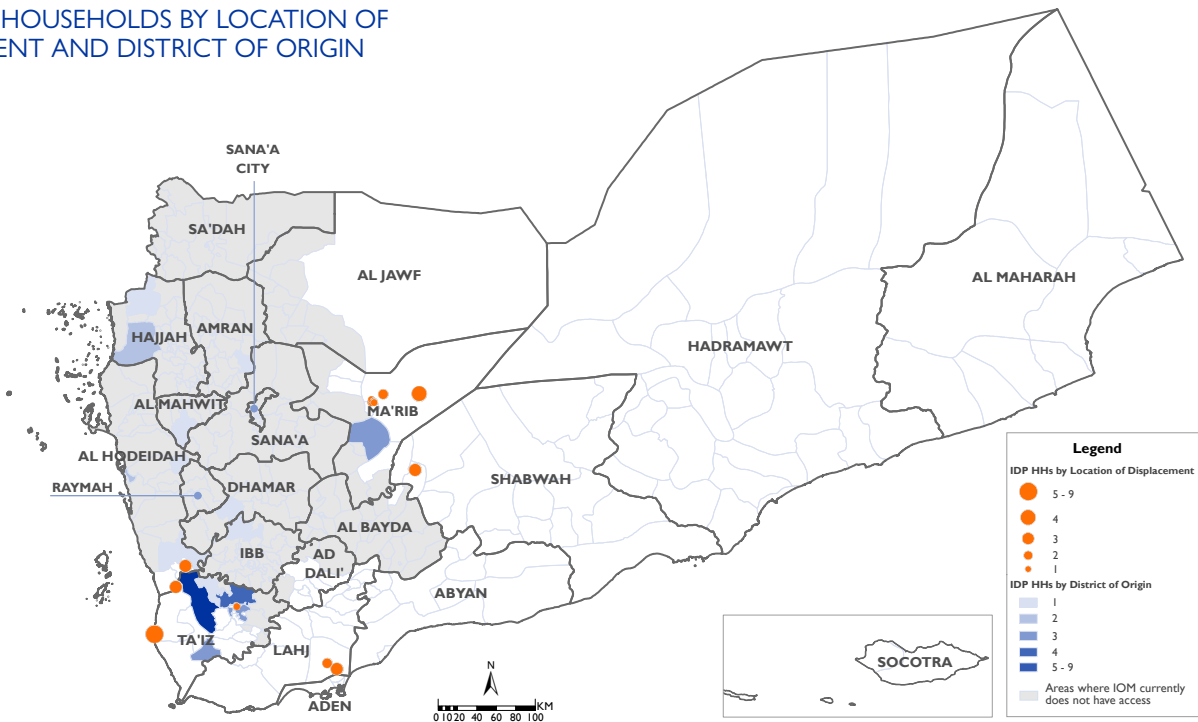 HOUSEHOLDS BY LOCATION OF
ENT AND DISTRICT OF ORIGIN
SANA'A
CITY
SA'DAH
AL JAWF
AL MAHARAH
HAJJAH
AMRAN
HADRAMAWT
AL MAHWIT
MA'RIB
SANA'A
AL HODEIDAH
SHABWAH
RAYMAH
DHAMAR
AL BAYDA
IBB
AD
DALI'
ABYAN
TA'IZ
LAHJ
ADEN
SOCOTRA
N
0 10 20 40 60 80 100
KM
Legend
IDP HHs by Location of Displacement
5 - 9
4
3
2
1
IDP HHs by District of Origin
1
2
3
4
5 - 9
Areas where IOM currently
does not have access